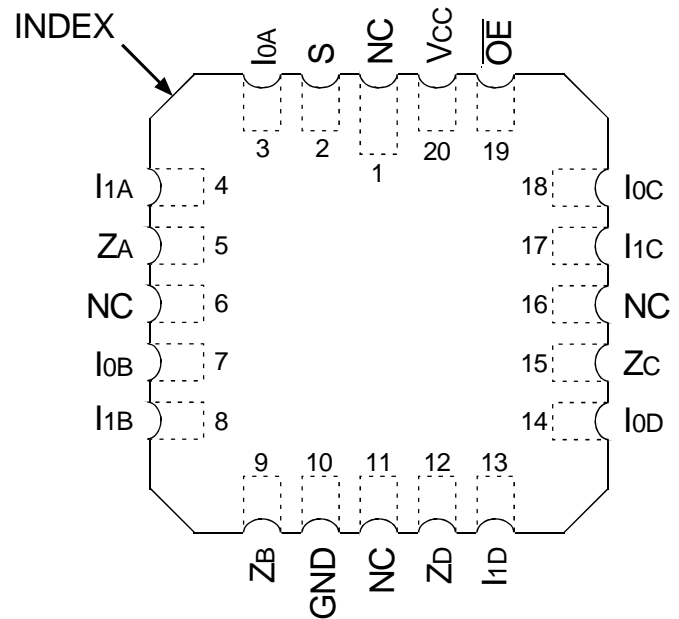 INDEX
I0A S NC VCC O̅E̅
3 2 1 20 19
I1A 4 18 I0C
ZA 5 17 I1C
NC 6 16 NC
I0B 7 15 ZC
I1B 8 14 I0D
9 10 11 12 13
ZB GND NC ZD I1D